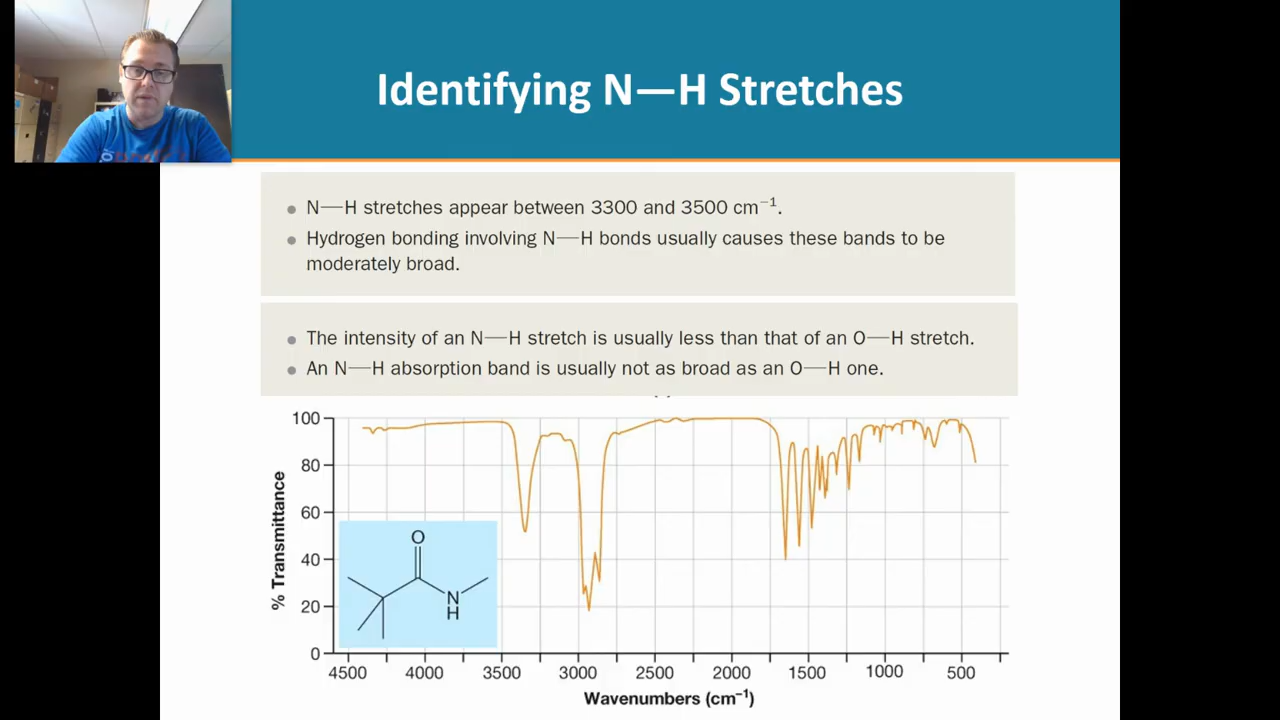 Identifying N—H Stretches
N—H stretches appear between 3300 and 3500 cm⁻¹.
Hydrogen bonding involving N—H bonds usually causes these bands to be
moderately broad.
The intensity of an N—H stretch is usually less than that of an O—H stretch.
An N—H absorption band is usually not as broad as an O—H one.
% Transmittance
100
80
60
40
20
0
O
N
H
4500 4000 3500 3000 2500 2000 1500 1000 500
Wavenumbers (cm⁻¹)